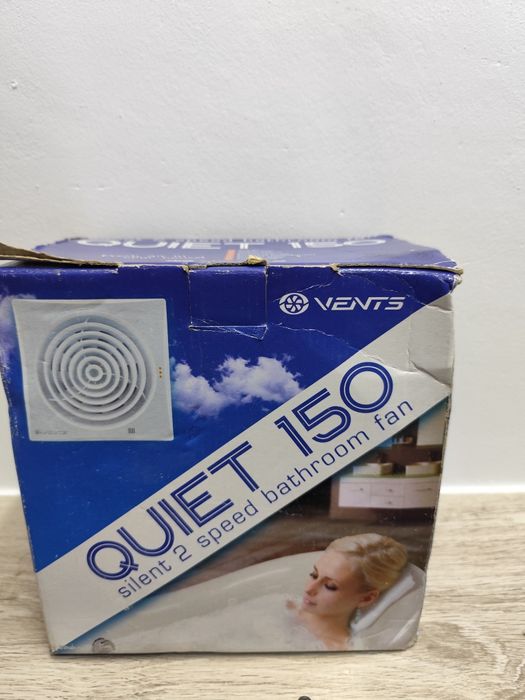 QUIET 150
VENTS
QUIET 150
silent 2 speed bathroom fan